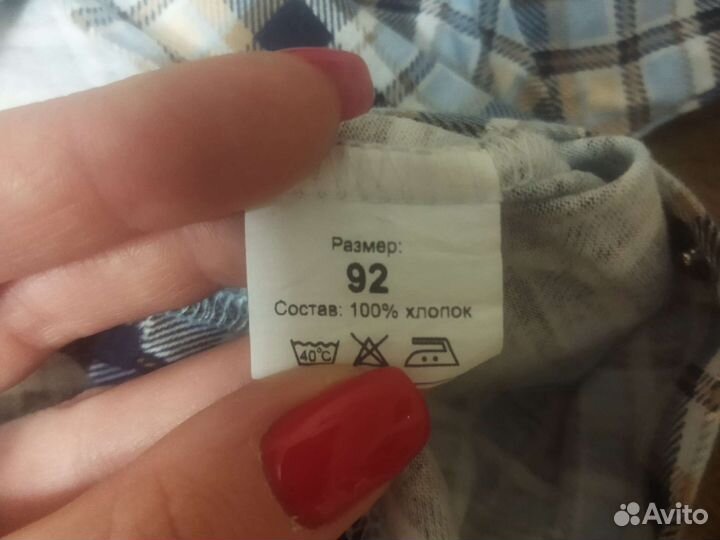 Размер:
92
Состав: 100% хлопок
40°C
Avito